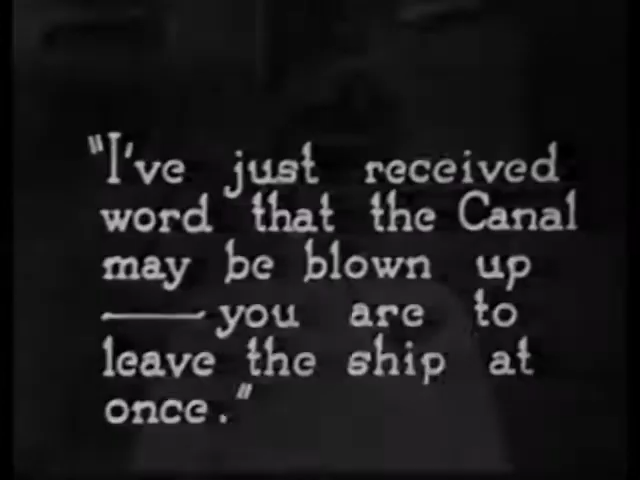 "I've just received
word that the Canal
may be blown up
——you are to
leave the ship at
once."